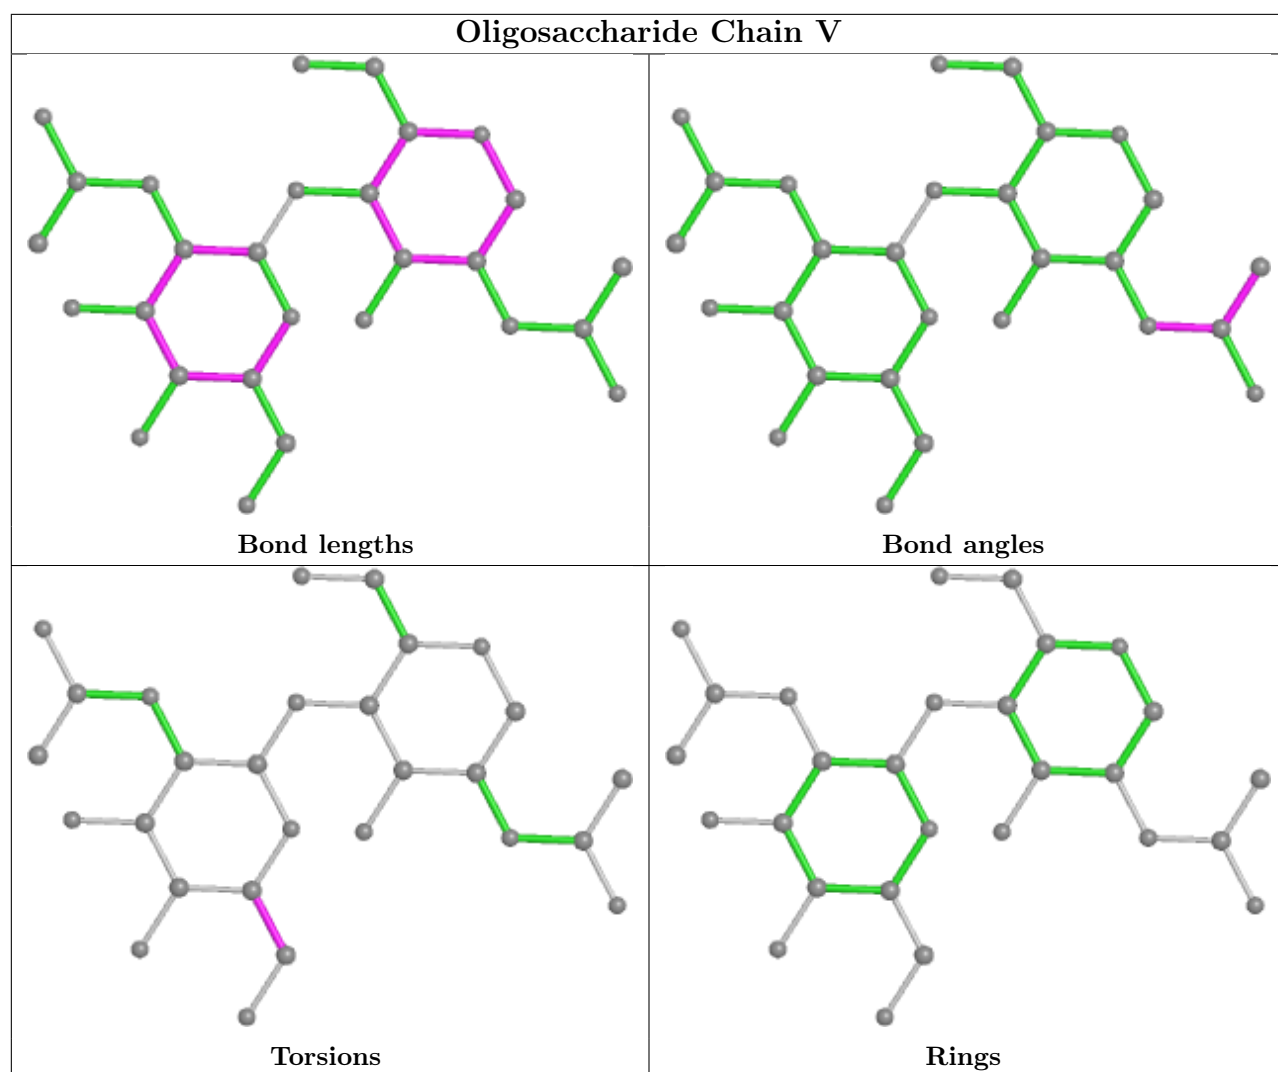 Oligosaccharide Chain V
Bond lengths
Bond angles
Torsions
Rings